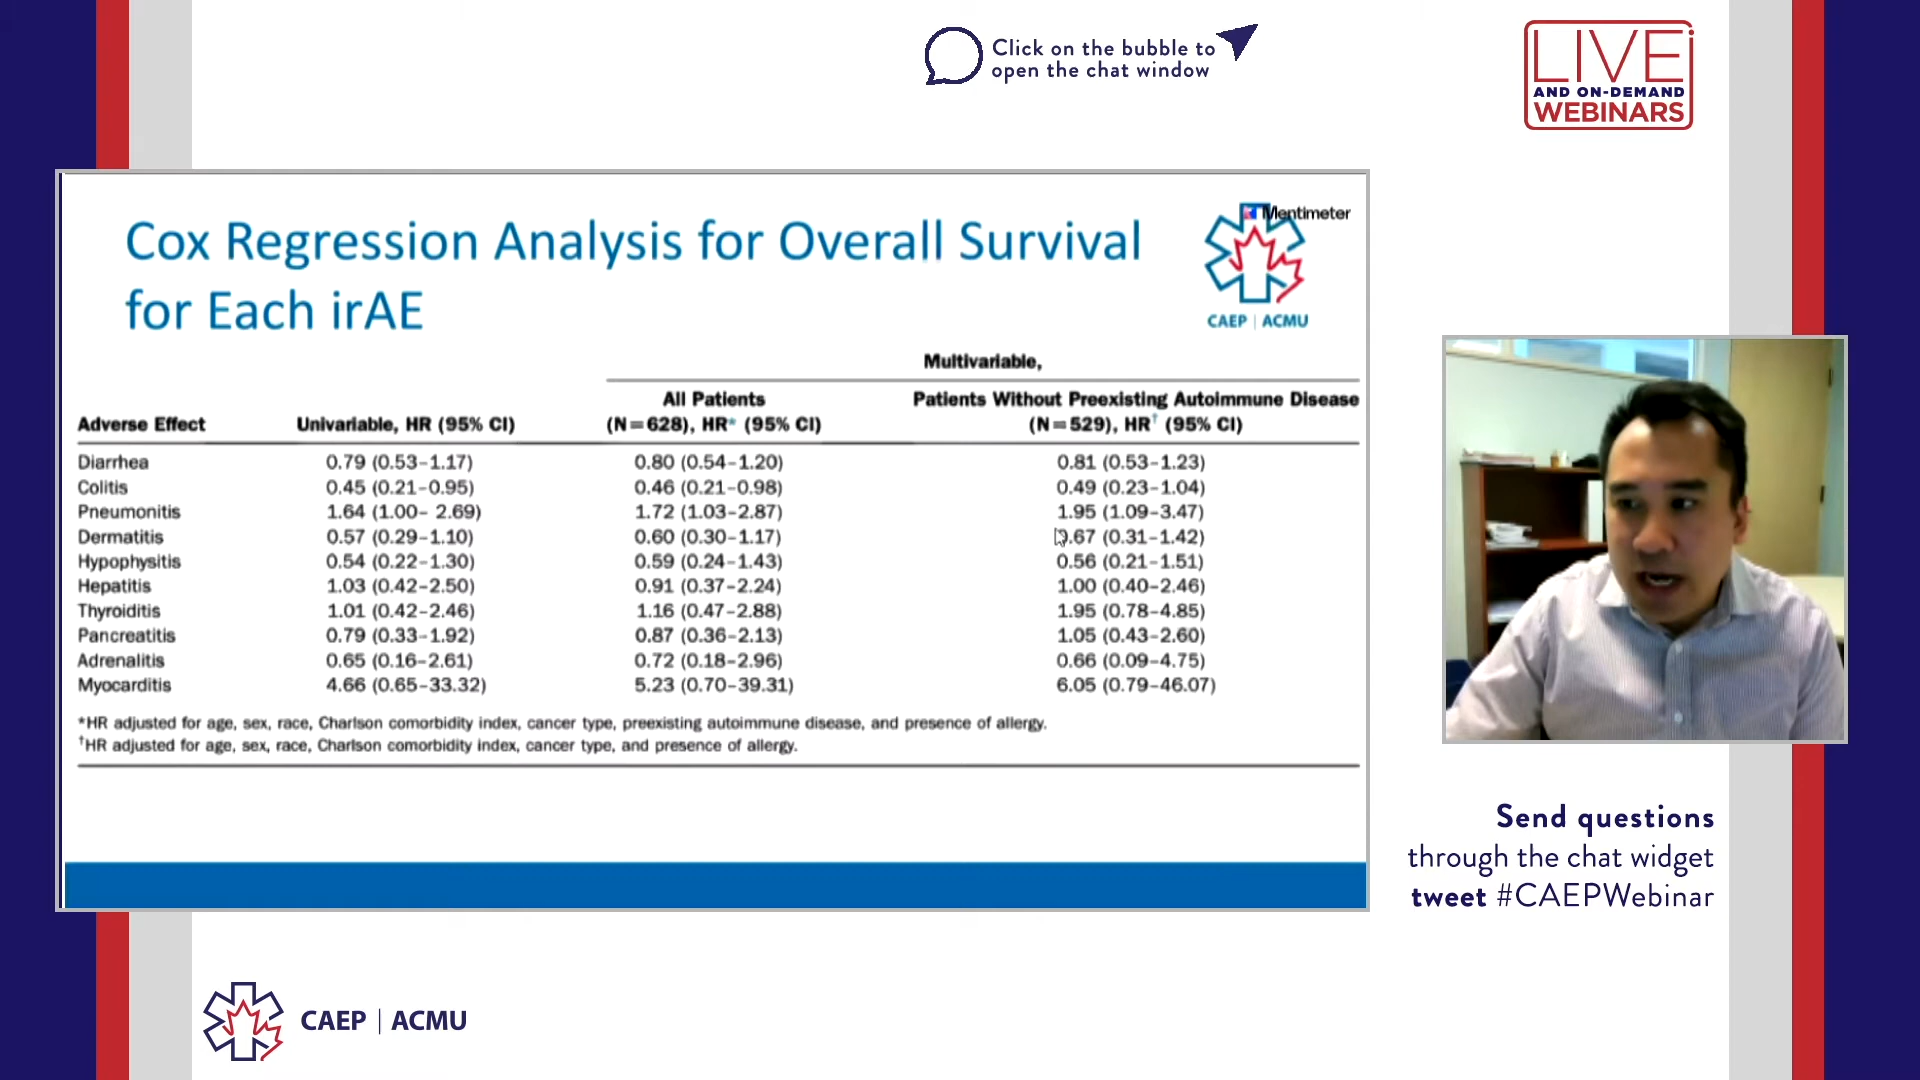 Click on the bubble to
open the chat window
LIVE
AND ON-DEMAND
WEBINARS
Mentimeter
Cox Regression Analysis for Overall Survival
for Each irAE
CAEP | ACMU
Multivariable,
All Patients Patients Without Preexisting Autoimmune Disease
Adverse Effect Univariable, HR (95% CI) (N=628), HR* (95% CI) (N=529), HR† (95% CI)
Diarrhea 0.79 (0.53–1.17) 0.80 (0.54–1.20) 0.81 (0.53–1.23)
Colitis 0.45 (0.21–0.95) 0.46 (0.21–0.98) 0.49 (0.23–1.04)
Pneumonitis 1.64 (1.00– 2.69) 1.72 (1.03–2.87) 1.95 (1.09–3.47)
Dermatitis 0.57 (0.29–1.10) 0.60 (0.30–1.17) 0.67 (0.31–1.42)
Hypophysitis 0.54 (0.22–1.30) 0.59 (0.24–1.43) 0.56 (0.21–1.51)
Hepatitis 1.03 (0.42–2.50) 0.91 (0.37–2.24) 1.00 (0.40–2.46)
Thyroiditis 1.01 (0.42–2.46) 1.16 (0.47–2.88) 1.95 (0.78–4.85)
Pancreatitis 0.79 (0.33–1.92) 0.87 (0.36–2.13) 1.05 (0.43–2.60)
Adrenalitis 0.65 (0.16–2.61) 0.72 (0.18–2.96) 0.66 (0.09–4.75)
Myocarditis 4.66 (0.65–33.32) 5.23 (0.70–39.31) 6.05 (0.79–46.07)
*HR adjusted for age, sex, race, Charlson comorbidity index, cancer type, preexisting autoimmune disease, and presence of allergy.
†HR adjusted for age, sex, race, Charlson comorbidity index, cancer type, and presence of allergy.
Send questions
through the chat widget
tweet #CAEPWebinar
CAEP | ACMU